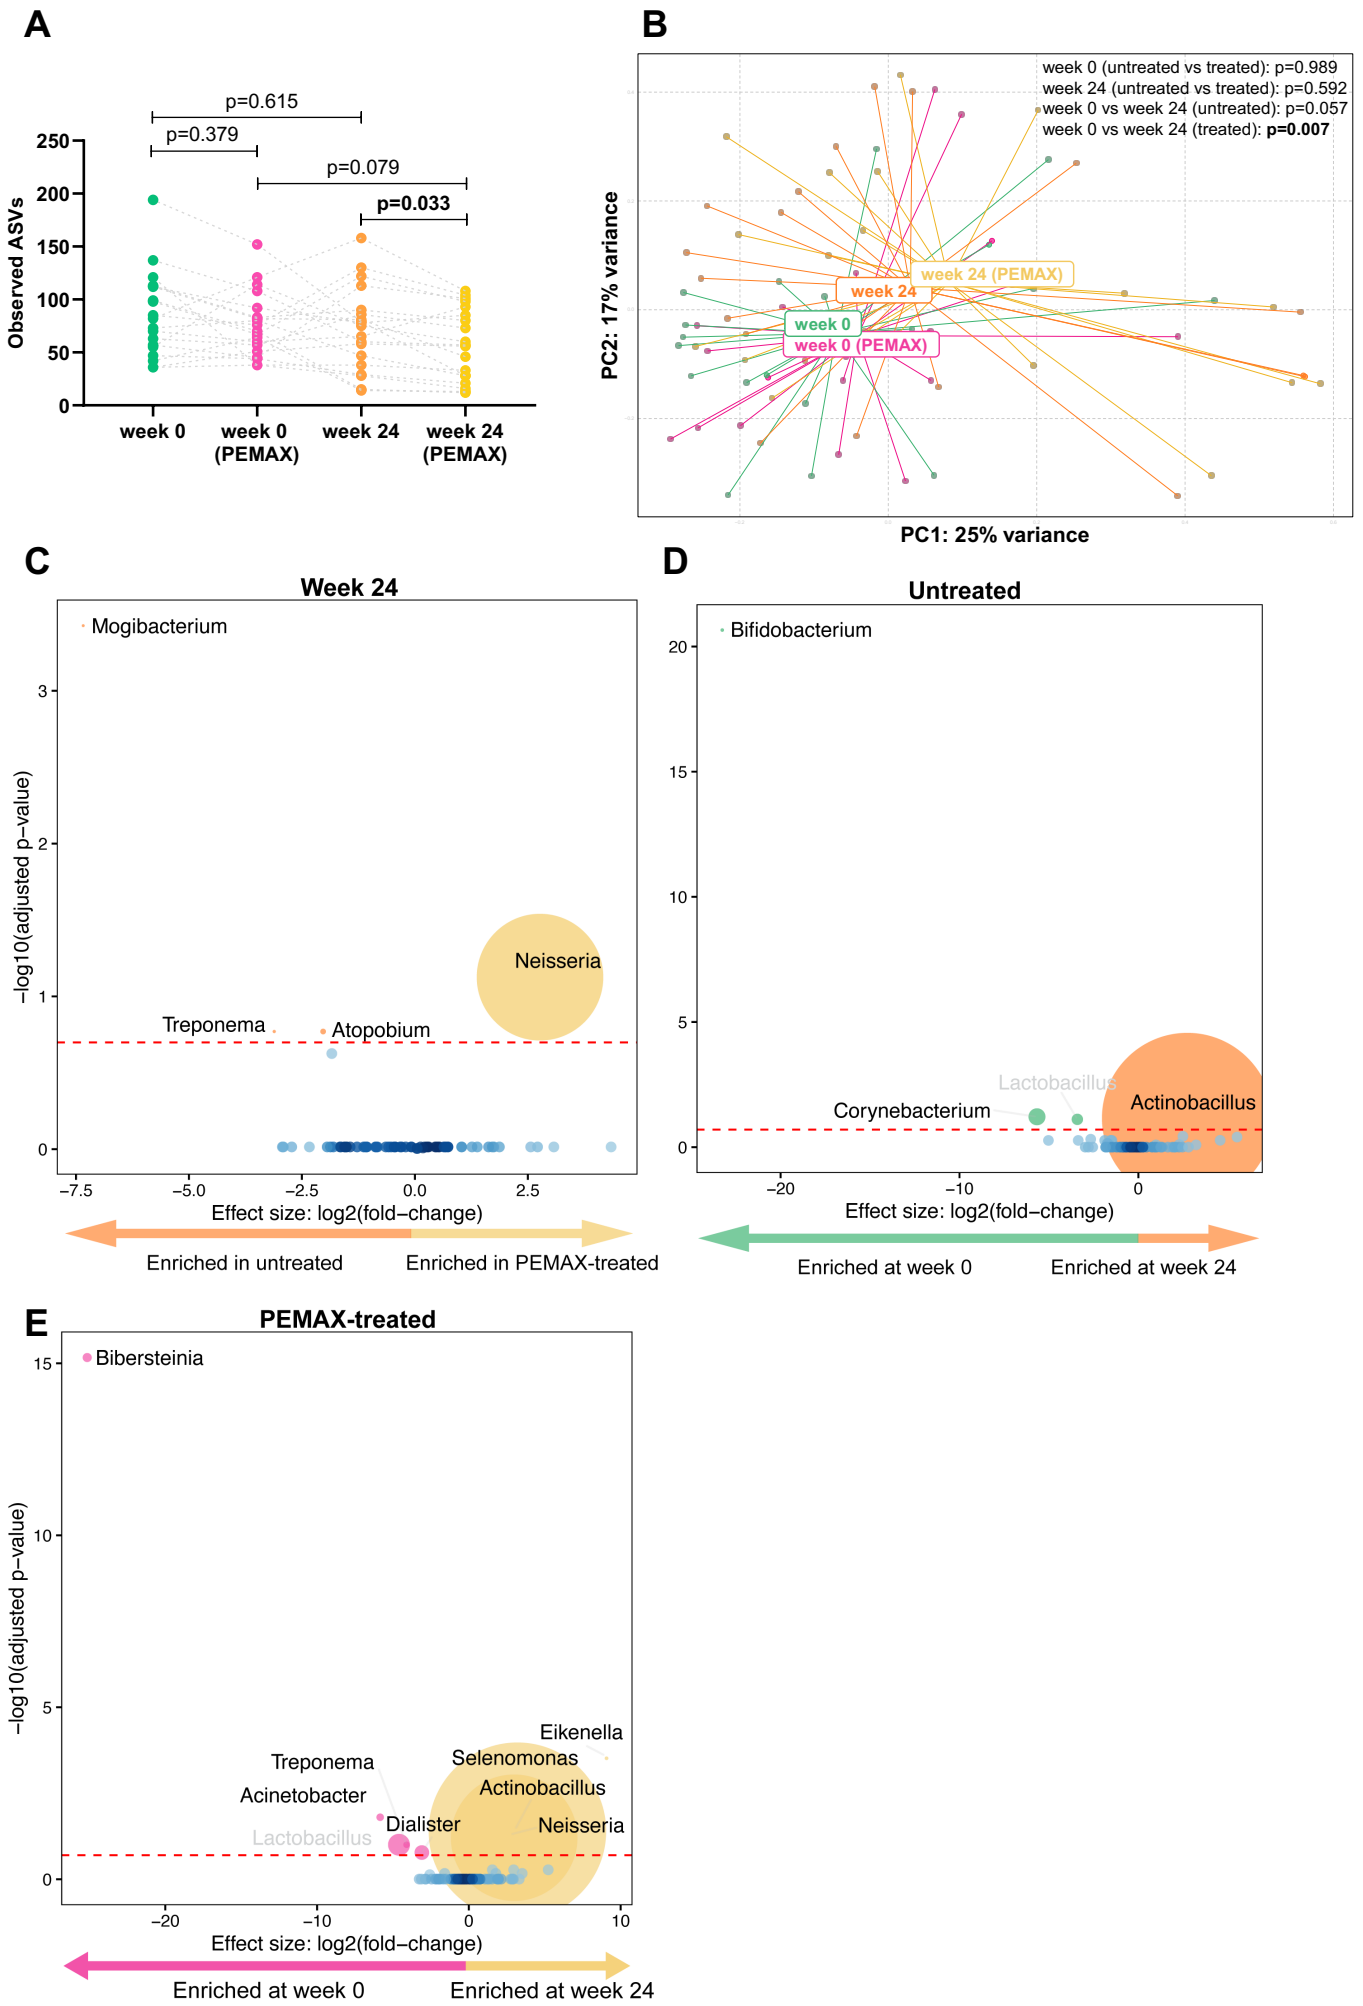 A
p=0.615
p=0.379
p=0.079
p=0.033
Observed ASVs
250
200
150
100
50
0
week 0
week 0
(PEMAX)
week 24
week 24
(PEMAX)
B
week 0 (untreated vs treated): p=0.989
week 24 (untreated vs treated): p=0.592
week 0 vs week 24 (untreated): p=0.057
week 0 vs week 24 (treated): p=0.007
PC2: 17% variance
week 24 (PEMAX)
week 24
week 0
week 0 (PEMAX)
PC1: 25% variance
C
Week 24
−log10(adjusted p−value)
3
2
1
0
Mogibacterium
Neisseria
Treponema
Atopobium
−7.5
−5.0
−2.5
0.0
2.5
Effect size: log2(fold−change)
Enriched in untreated
Enriched in PEMAX-treated
D
Untreated
20
15
10
5
0
Bifidobacterium
Lactobacillus
Corynebacterium
Actinobacillus
−20
−10
0
Effect size: log2(fold−change)
Enriched at week 0
Enriched at week 24
E
PEMAX-treated
−log10(adjusted p−value)
15
10
5
0
Bibersteinia
Eikenella
Treponema
Selenomonas
Acinetobacter
Actinobacillus
Dialister
Neisseria
Lactobacillus
−20
−10
0
10
Effect size: log2(fold−change)
Enriched at week 0
Enriched at week 24